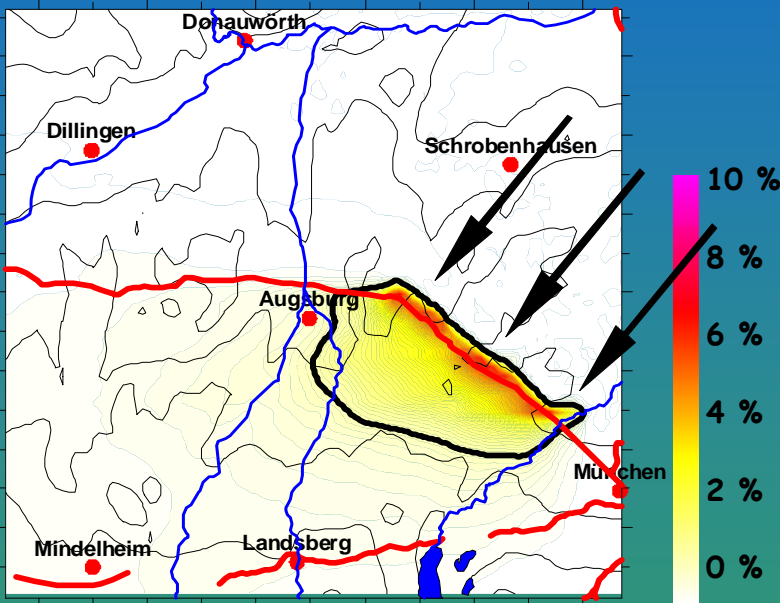 Donauwörth
Dillingen
Schrobenhausen
10 %
8 %
Augsburg
6 %
4 %
München
2 %
Mindelheim
Landsberg
0 %